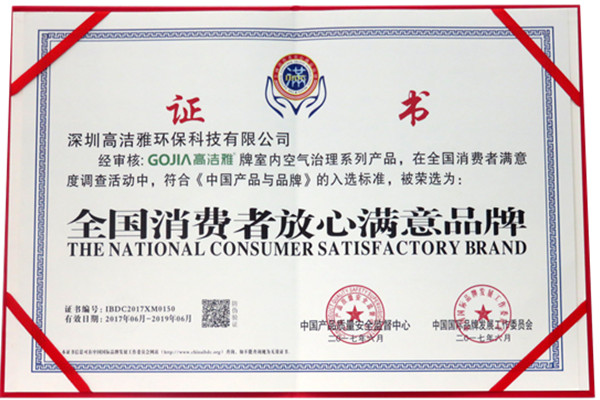 满
证 书
深圳高洁雅环保科技有限公司
经审核: GOJIA高洁雅® 牌室内空气治理系列产品，在全国消费者满意
度调查活动中，符合《中国产品与品牌》的入选标准，被荣选为：
全国消费者放心满意品牌
THE NATIONAL CONSUMER SATISFACTORY BRAND
证书编号：IBDC2017XM0150
有效日期：2017年06月-2019年06月
防伪查询
中国产品质量安全监督中心
二〇一七年六月
中国国际品牌发展工作委员会
二〇一七年六月